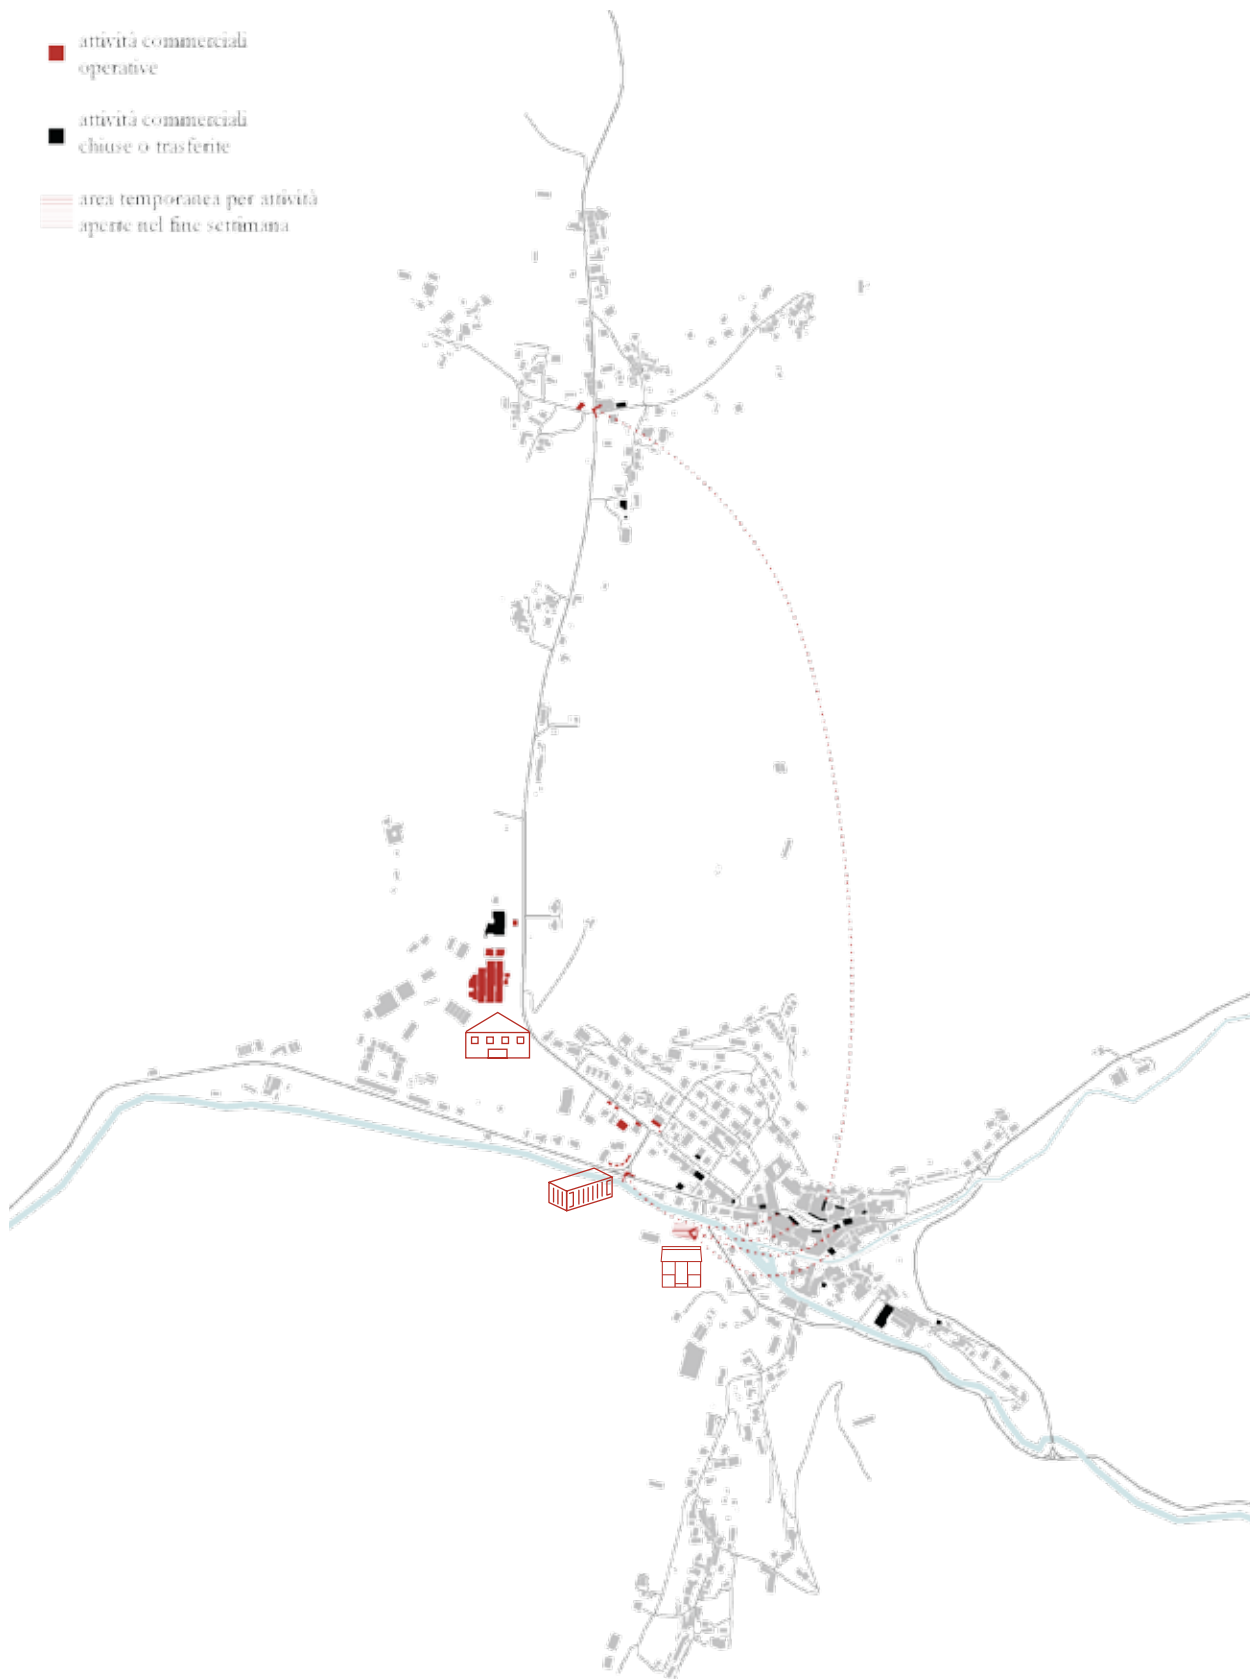 attività commerciali
operative
attività commerciali
chiuse o trasferite
area temporanea per attività
aperte nel fine settimana